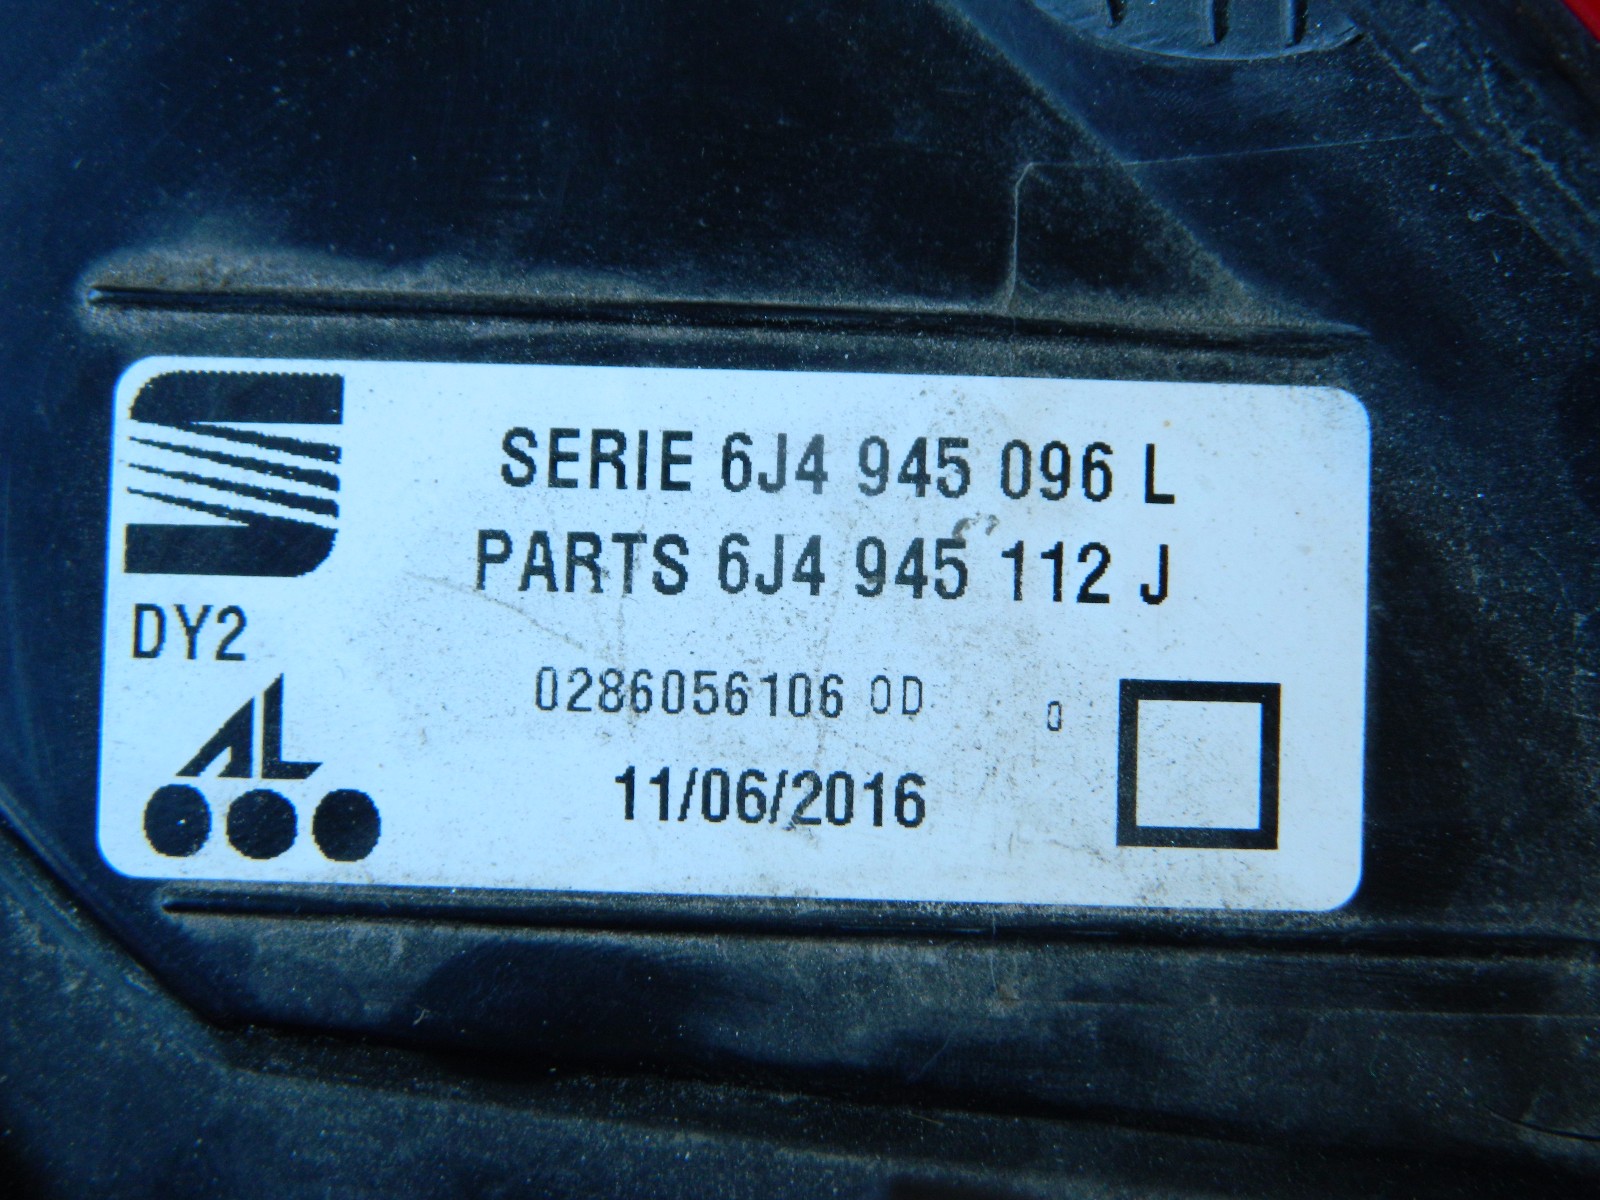 SERIE 6J4 945 096 L
PARTS 6J4 945 112 J
DY2
0286056106 0D 0
AL
11/06/2016